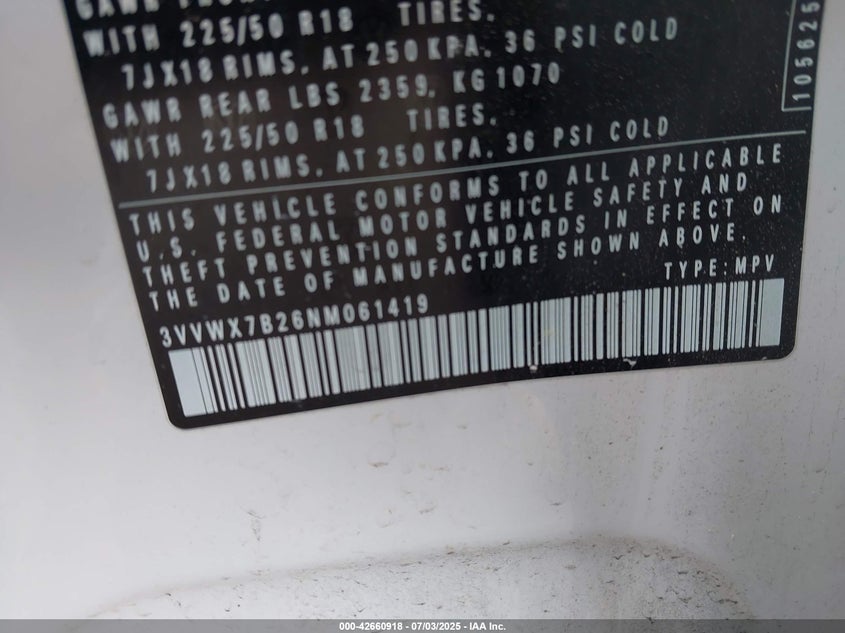 WITH 225/50 R18 TIRES,
7JX18 RIMS, AT 250 KPA, 36 PSI COLD
GAWR REAR LBS 2359, KG 1070
WITH 225/50 R18 TIRES,
7JX18 RIMS, AT 250 KPA, 36 PSI COLD
THIS VEHICLE CONFORMS TO ALL APPLICABLE
U.S. FEDERAL MOTOR VEHICLE SAFETY AND
THEFT PREVENTION STANDARDS IN EFFECT ON
THE DATE OF MANUFACTURE SHOWN ABOVE.
TYPE: MPV
3VVWX7B26NM061419
105625
000-42660918 - 07/03/2025 - IAA Inc.